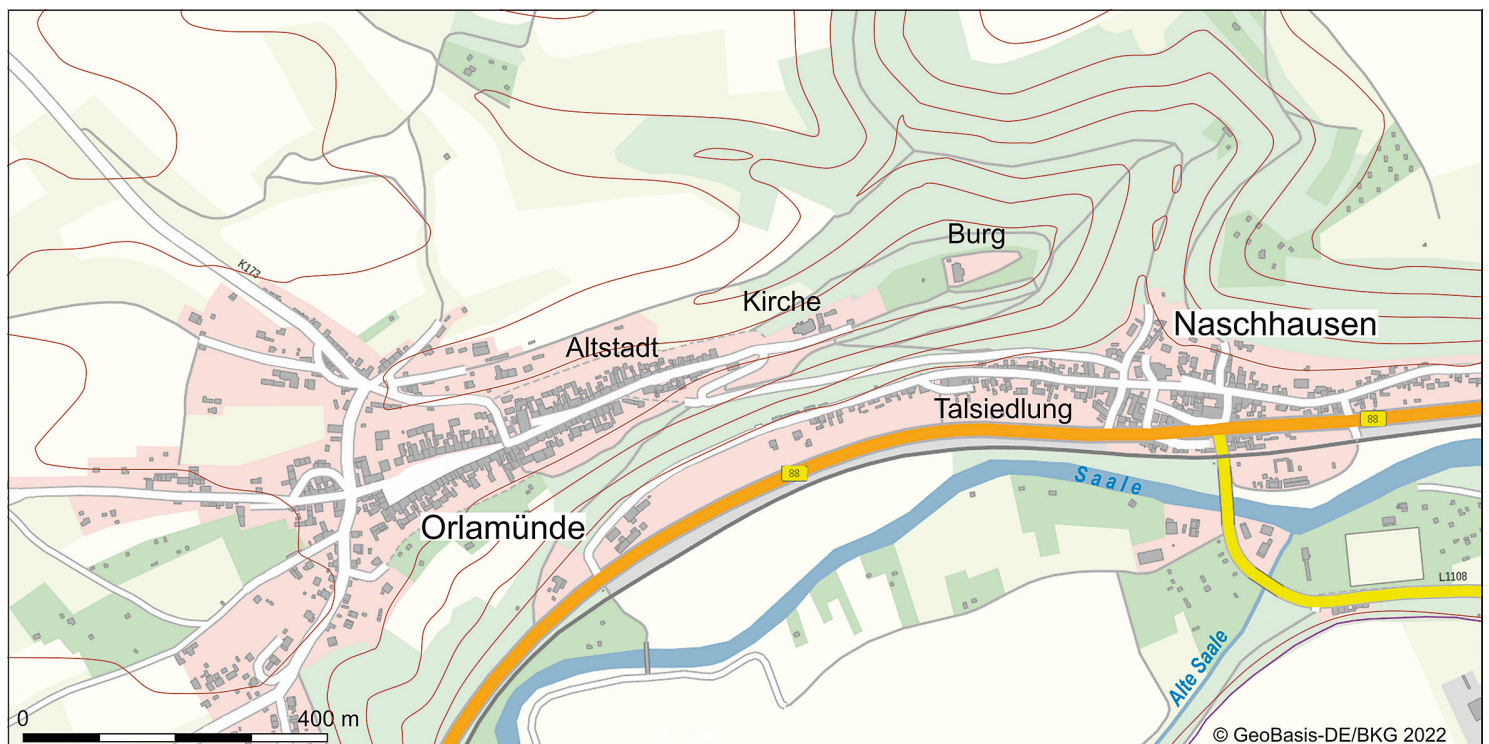 Burg
K173
Kirche
Naschhausen
Altstadt
Talsiedlung
88
88
Saale
Orlamünde
L1108
Alte Saale
0
400 m
© GeoBasis-DE/BKG 2022